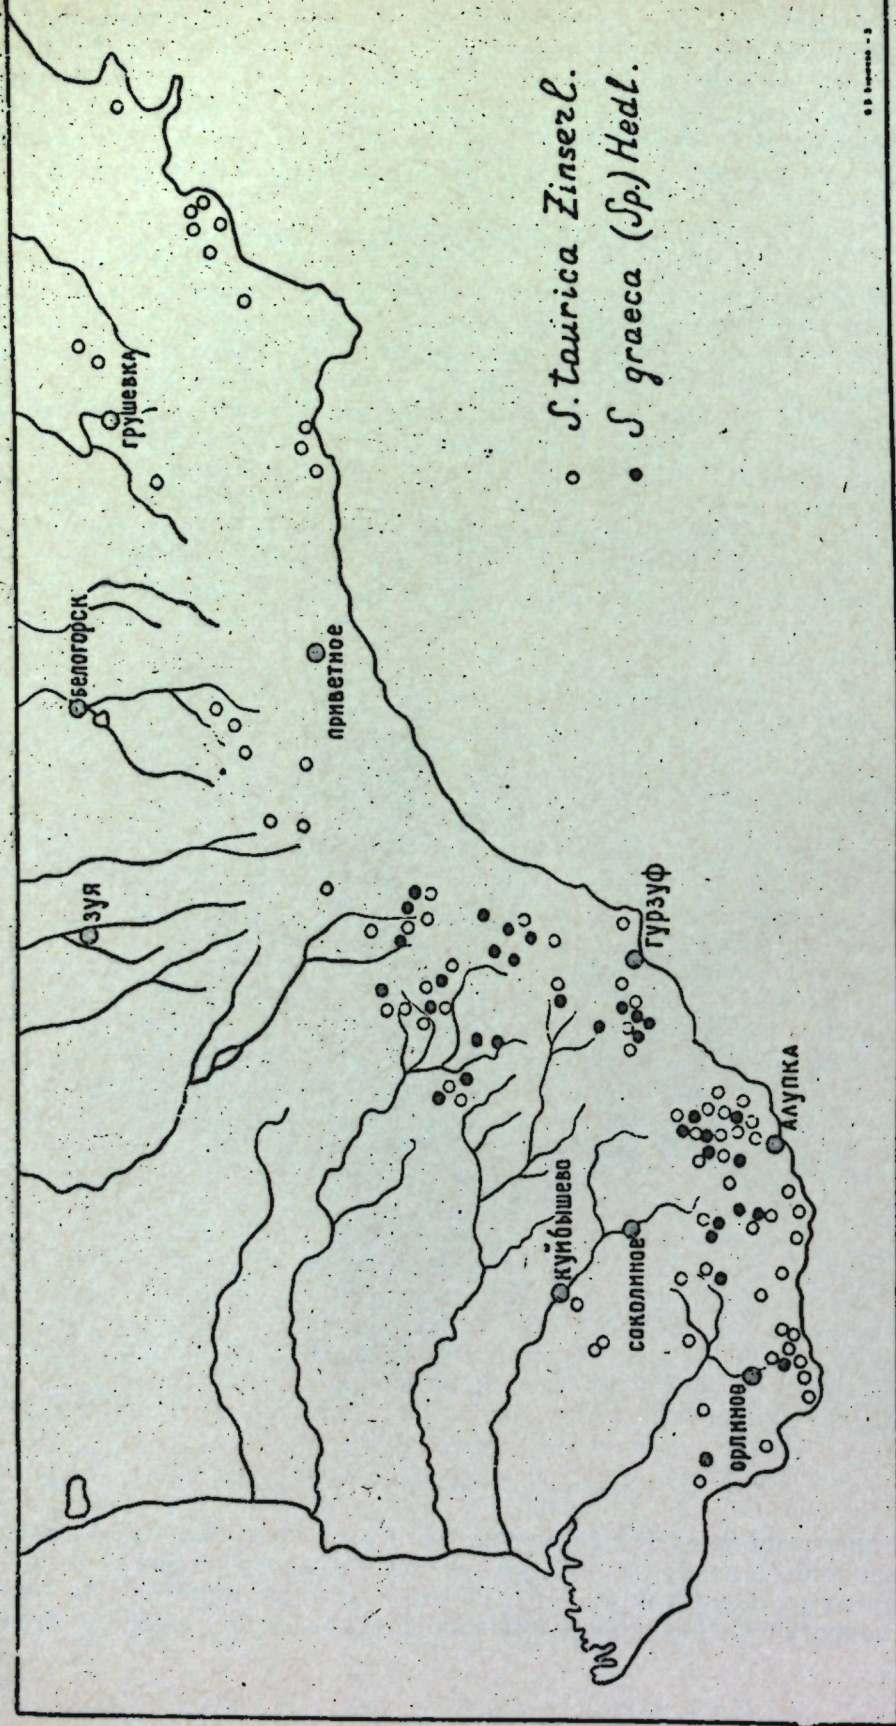 S. taurica Zinserl.
S graeca (Sp.) Hedl.
грушевка
белогорск
приветное
зуя
гурзуф
алупка
куйбышево
соколиное
орлиное